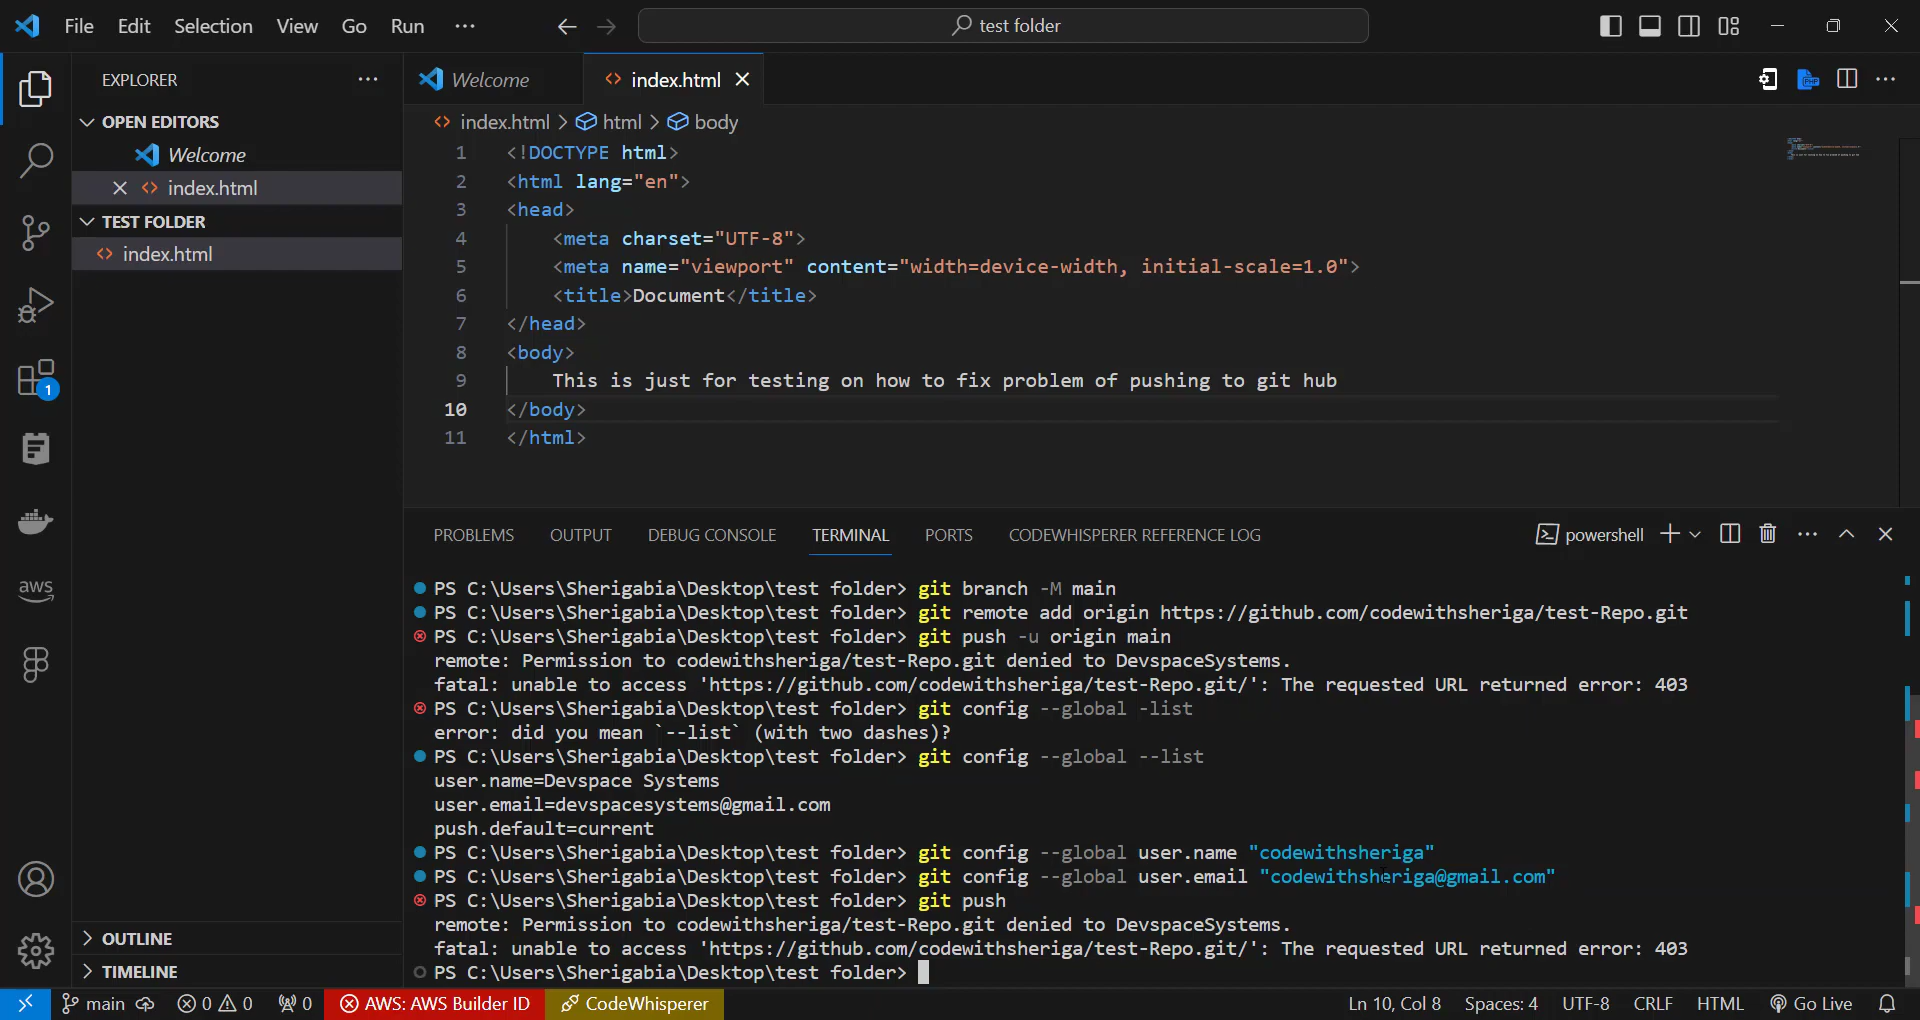 File Edit Selection View Go Run ··· test folder
EXPLORER ···
OPEN EDITORS
Welcome
index.html
TEST FOLDER
index.html
1
aws
OUTLINE
TIMELINE
Welcome index.html
index.html > html > body
1 <!DOCTYPE html>
2 <html lang="en">
3 <head>
4 <meta charset="UTF-8">
5 <meta name="viewport" content="width=device-width, initial-scale=1.0">
6 <title>Document</title>
7 </head>
8 <body>
9 This is just for testing on how to fix problem of pushing to git hub
10 </body>
11 </html>
PROBLEMS OUTPUT DEBUG CONSOLE TERMINAL PORTS CODEWHISPERER REFERENCE LOG powershell
PS C:\Users\Sherigabia\Desktop\test folder> git branch -M main
PS C:\Users\Sherigabia\Desktop\test folder> git remote add origin https://github.com/codewithsheriga/test-Repo.git
PS C:\Users\Sherigabia\Desktop\test folder> git push -u origin main
remote: Permission to codewithsheriga/test-Repo.git denied to DevspaceSystems.
fatal: unable to access 'https://github.com/codewithsheriga/test-Repo.git/': The requested URL returned error: 403
PS C:\Users\Sherigabia\Desktop\test folder> git config --global -list
error: did you mean `--list` (with two dashes)?
PS C:\Users\Sherigabia\Desktop\test folder> git config --global --list
user.name=Devspace Systems
user.email=devspacesystems@gmail.com
push.default=current
PS C:\Users\Sherigabia\Desktop\test folder> git config --global user.name "codewithsheriga"
PS C:\Users\Sherigabia\Desktop\test folder> git config --global user.email "codewithsheriga@gmail.com"
PS C:\Users\Sherigabia\Desktop\test folder> git push
remote: Permission to codewithsheriga/test-Repo.git denied to DevspaceSystems.
fatal: unable to access 'https://github.com/codewithsheriga/test-Repo.git/': The requested URL returned error: 403
PS C:\Users\Sherigabia\Desktop\test folder>
main 0 0 0 AWS: AWS Builder ID CodeWhisperer Ln 10, Col 8 Spaces: 4 UTF-8 CRLF HTML Go Live